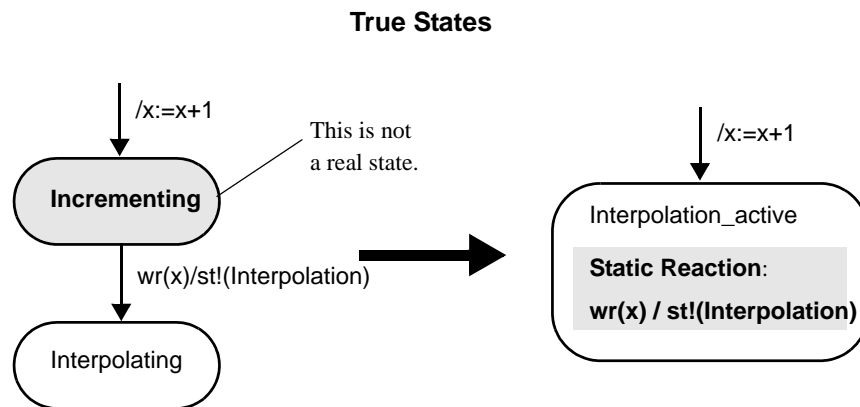 True States
/x:=x+1
This is not
a real state.
Incrementing
wr(x)/st!(Interpolation)
Interpolating
/x:=x+1
Interpolation_active
Static Reaction:
wr(x) / st!(Interpolation)